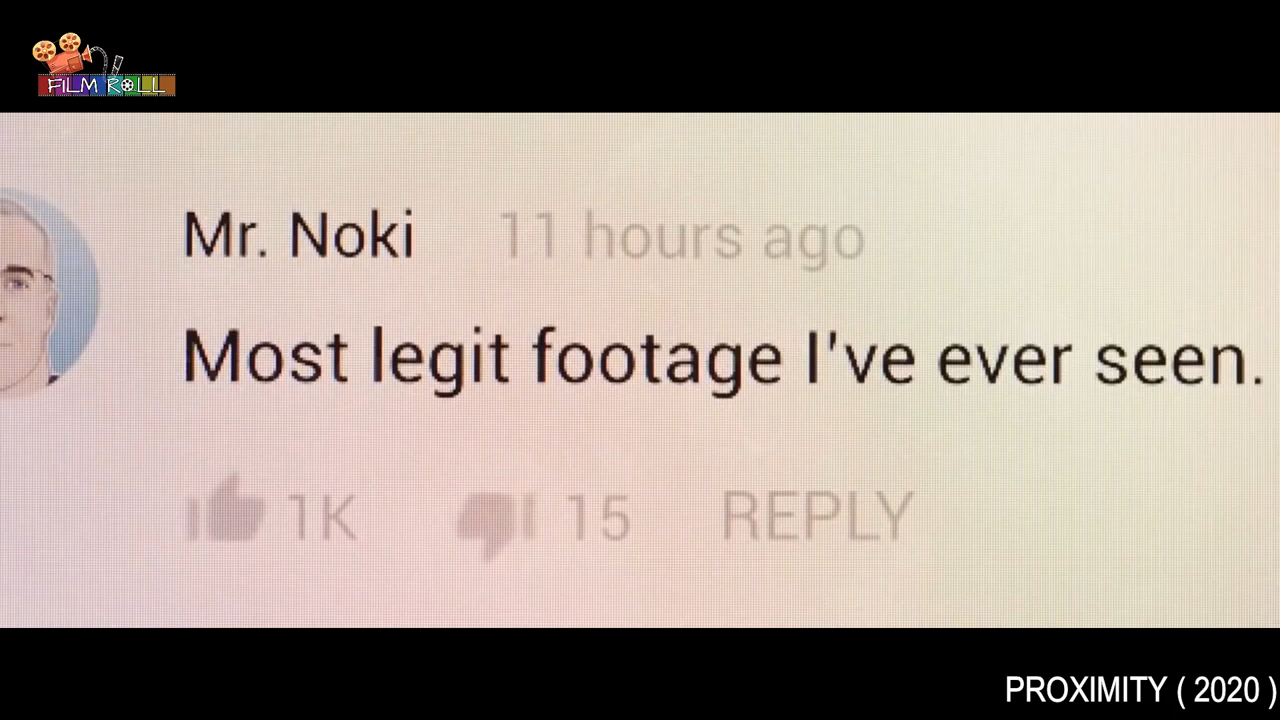 FILM ROLL
Mr. Noki 11 hours ago
Most legit footage I've ever seen.
1K 15 REPLY
PROXIMITY ( 2020 )